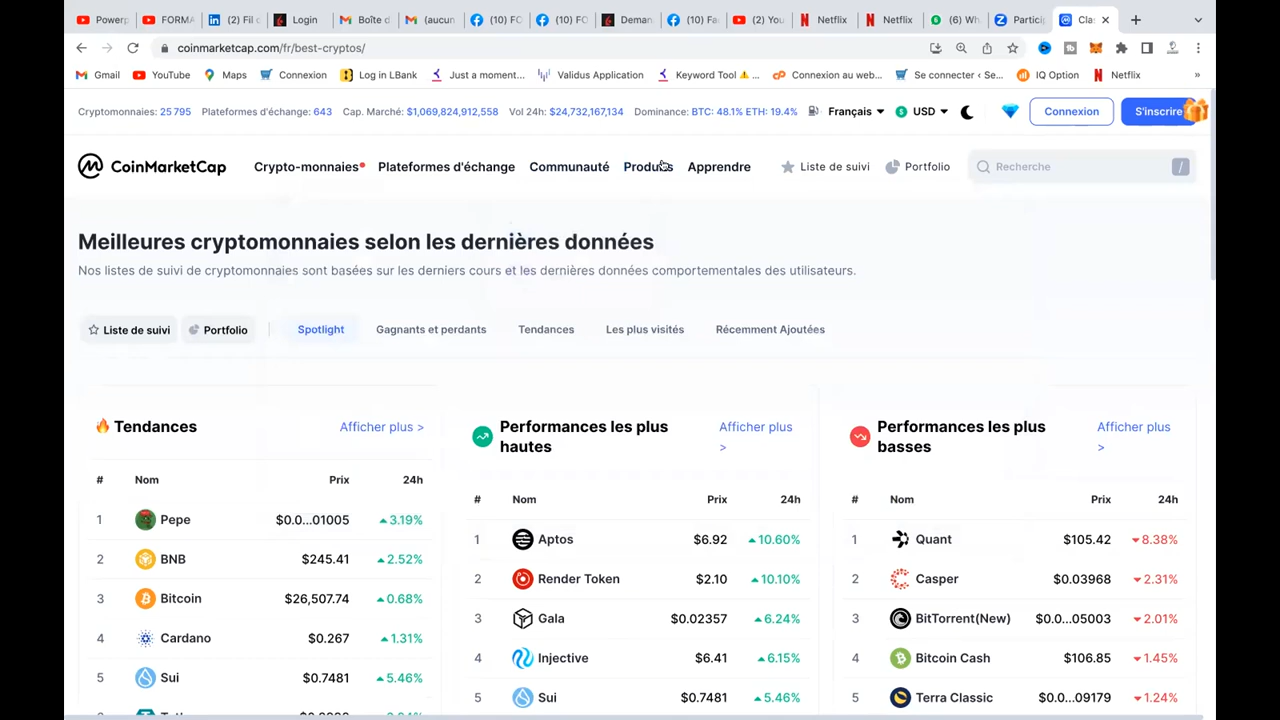 Powerp FORMA (2) Fil d Login Boîte d (aucun (10) FO (10) FO Deman (10) Fac (2) You Netflix Netflix (6) Wh Particip Clas
coinmarketcap.com/fr/best-cryptos/
Gmail YouTube Maps Connexion Log in LBank Just a moment... Validus Application Keyword Tool ... Connexion au web... Se connecter ‹ Se... IQ Option Netflix »
Cryptomonnaies: 25 795 Plateformes d'échange: 643 Cap. Marché: $1,069,824,912,558 Vol 24h: $24,732,167,134 Dominance: BTC: 48.1% ETH: 19.4% Français USD Connexion S'inscrire
CoinMarketCap Crypto-monnaies Plateformes d'échange Communauté Produits Apprendre Liste de suivi Portfolio Recherche /
Meilleures cryptomonnaies selon les dernières données
Nos listes de suivi de cryptomonnaies sont basées sur les derniers cours et les dernières données comportementales des utilisateurs.
Liste de suivi Portfolio Spotlight Gagnants et perdants Tendances Les plus visités Récemment Ajoutées
Tendances Afficher plus >
# Nom Prix 24h
1 Pepe $0.0...01005 3.19%
2 BNB $245.41 2.52%
3 Bitcoin $26,507.74 0.68%
4 Cardano $0.267 1.31%
5 Sui $0.7481 5.46%
Performances les plus hautes Afficher plus >
# Nom Prix 24h
1 Aptos $6.92 10.60%
2 Render Token $2.10 10.10%
3 Gala $0.02357 6.24%
4 Injective $6.41 6.15%
5 Sui $0.7481 5.46%
Performances les plus basses Afficher plus >
# Nom Prix 24h
1 Quant $105.42 8.38%
2 Casper $0.03968 2.31%
3 BitTorrent(New) $0.0...05003 2.01%
4 Bitcoin Cash $106.85 1.45%
5 Terra Classic $0.0...09179 1.24%